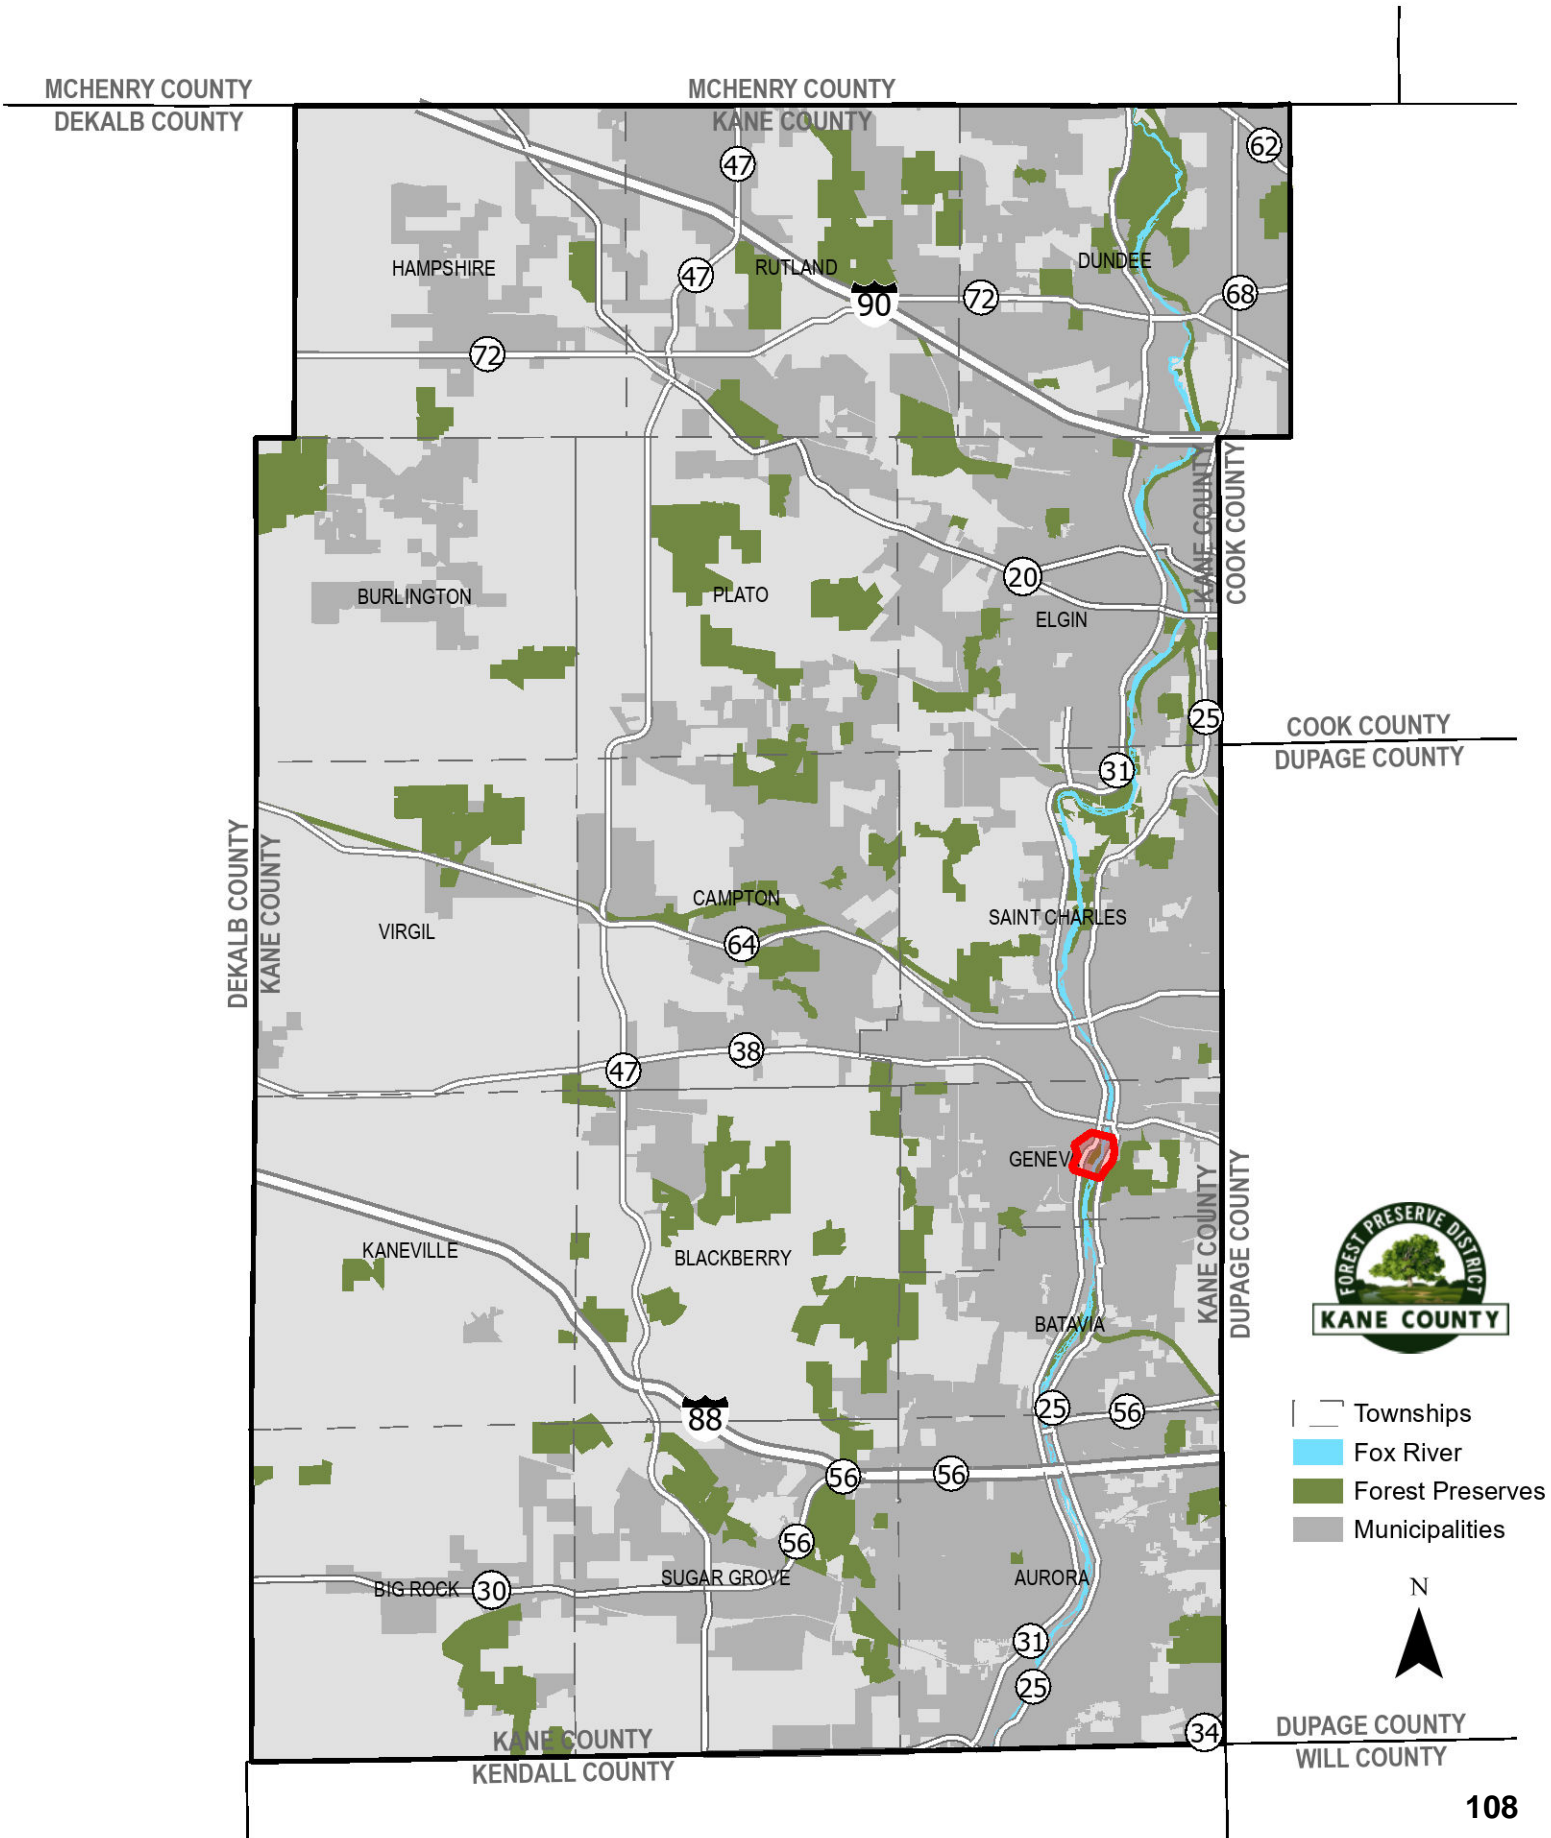 MCHENRY COUNTY
DEKALB COUNTY
MCHENRY COUNTY
KANE COUNTY
62
47
HAMPSHIRE
47
RUTLAND
DUNDEE
90
72
68
72
KANE COUNTY
COOK COUNTY
BURLINGTON
PLATO
20
ELGIN
25
COOK COUNTY
DUPAGE COUNTY
31
DEKALB COUNTY
KANE COUNTY
CAMPTON
SAINT CHARLES
VIRGIL
64
38
47
GENEV
KANE COUNTY
DUPAGE COUNTY
KANEVILLE
BLACKBERRY
BATAVIA
FOREST PRESERVE DISTRICT
KANE COUNTY
88
25
56
Townships
Fox River
Forest Preserves
Municipalities
56
56
56
BIG ROCK
30
SUGAR GROVE
AURORA
N
31
25
34
KANE COUNTY
KENDALL COUNTY
DUPAGE COUNTY
WILL COUNTY
108